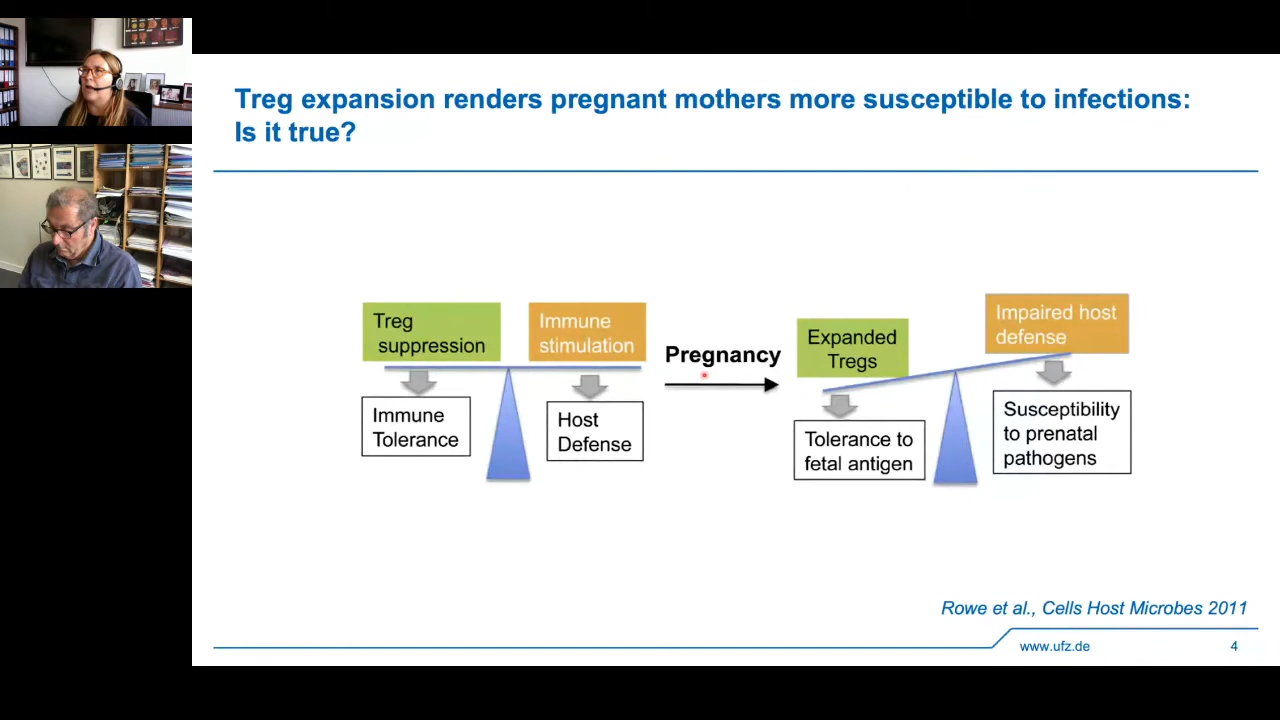 Treg expansion renders pregnant mothers more susceptible to infections:
Is it true?
Treg
suppression
Immune
stimulation
Immune
Tolerance
Host
Defense
Pregnancy
Expanded
Tregs
Impaired host
defense
Tolerance to
fetal antigen
Susceptibility
to prenatal
pathogens
Rowe et al., Cells Host Microbes 2011
www.ufz.de
4